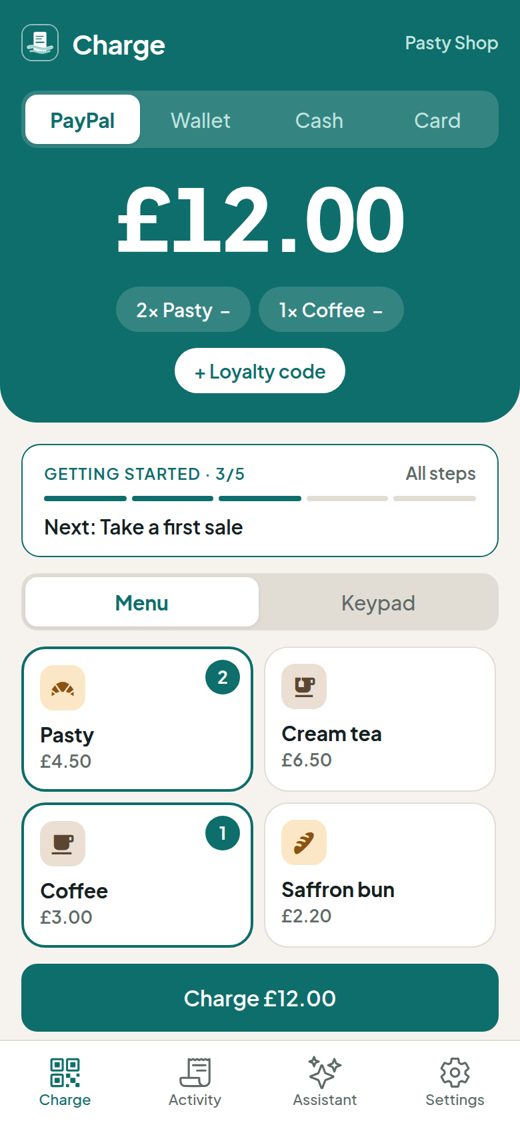 Charge
Pasty Shop
PayPal Wallet Cash Card
£12.00
2× Pasty − 1× Coffee −
+ Loyalty code
GETTING STARTED · 3/5 All steps
Next: Take a first sale
Menu Keypad
2
Pasty
£4.50
Cream tea
£6.50
1
Coffee
£3.00
Saffron bun
£2.20
Charge £12.00
Charge Activity Assistant Settings